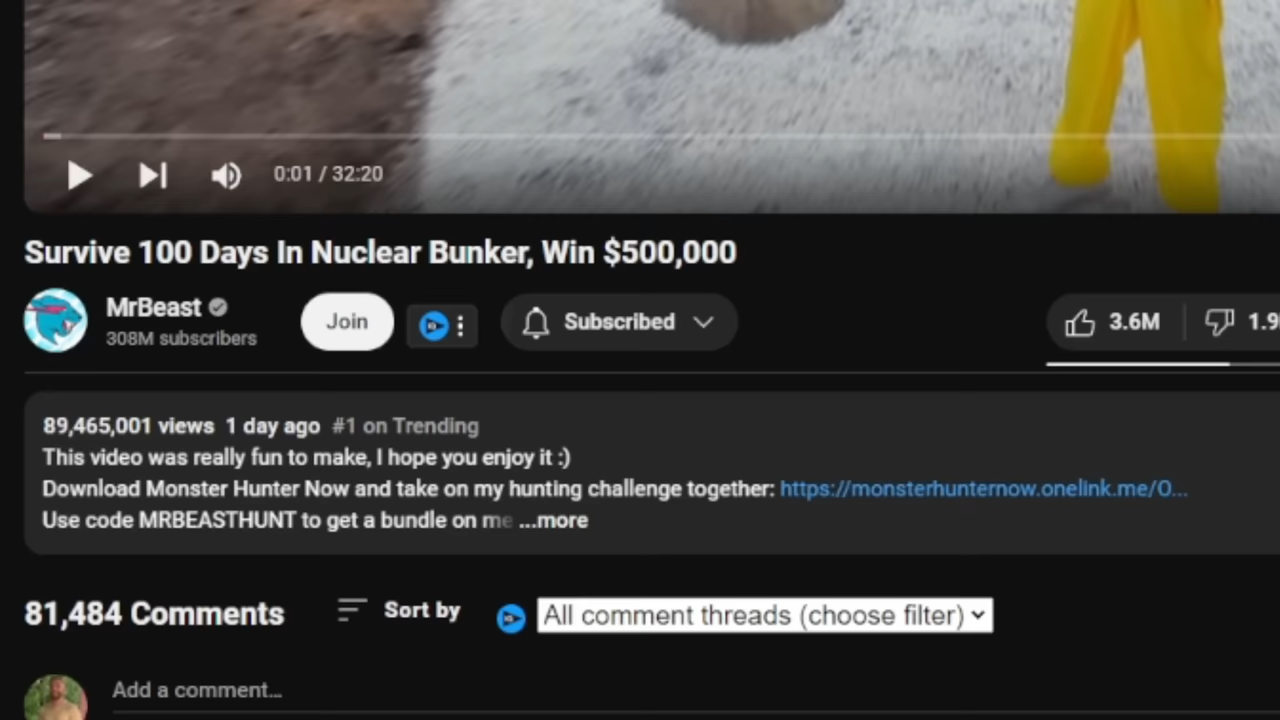 0:01 / 32:20
Survive 100 Days In Nuclear Bunker, Win $500,000
MrBeast
308M subscribers
Join
Subscribed
3.6M
1.9
89,465,001 views 1 day ago #1 on Trending
This video was really fun to make, I hope you enjoy it :)
Download Monster Hunter Now and take on my hunting challenge together: https://monsterhunternow.onelink.me/O...
Use code MRBEASTHUNT to get a bundle on me ...more
81,484 Comments
Sort by
All comment threads (choose filter)
Add a comment...